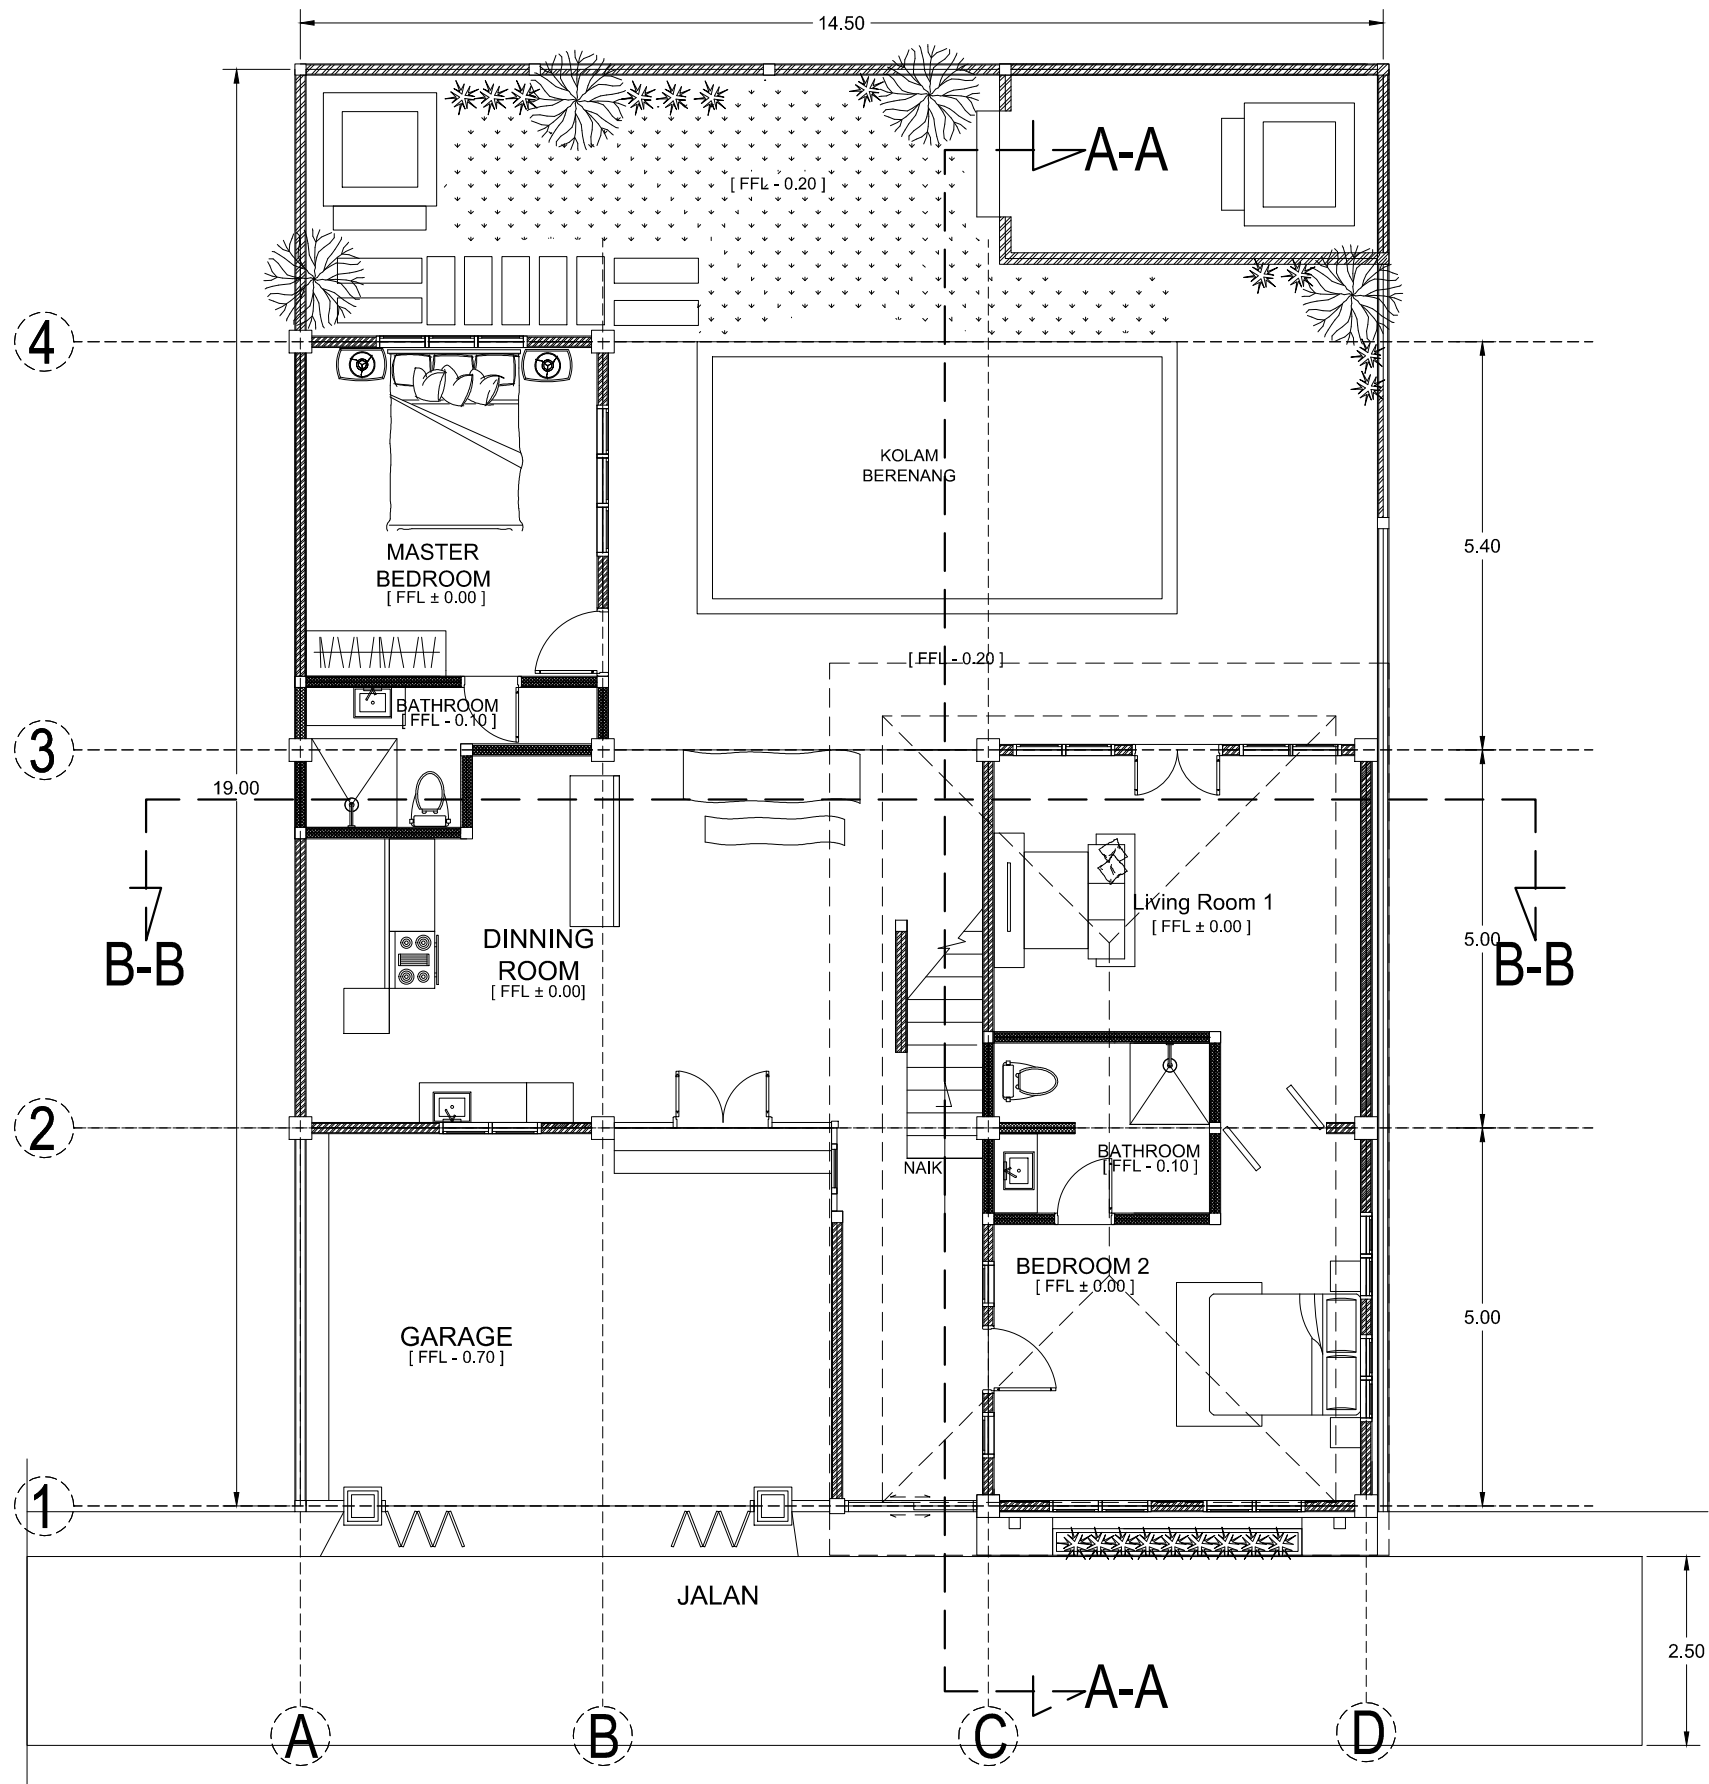 14.50
A-A
[ FFL - 0.20 ]
4
KOLAM
BERENANG
5.40
MASTER
BEDROOM
[ FFL ± 0.00 ]
[ FFL - 0.20 ]
BATHROOM
[ FFL - 0.10 ]
3
19.00
Living Room 1
[ FFL ± 0.00 ]
5.00
DINNING
ROOM
[ FFL ± 0.00]
B-B
B-B
2
NAIK
BATHROOM
[ FFL - 0.10 ]
BEDROOM 2
[ FFL ± 0.00 ]
5.00
GARAGE
[ FFL - 0.70 ]
1
JALAN
2.50
A-A
A
B
C
D